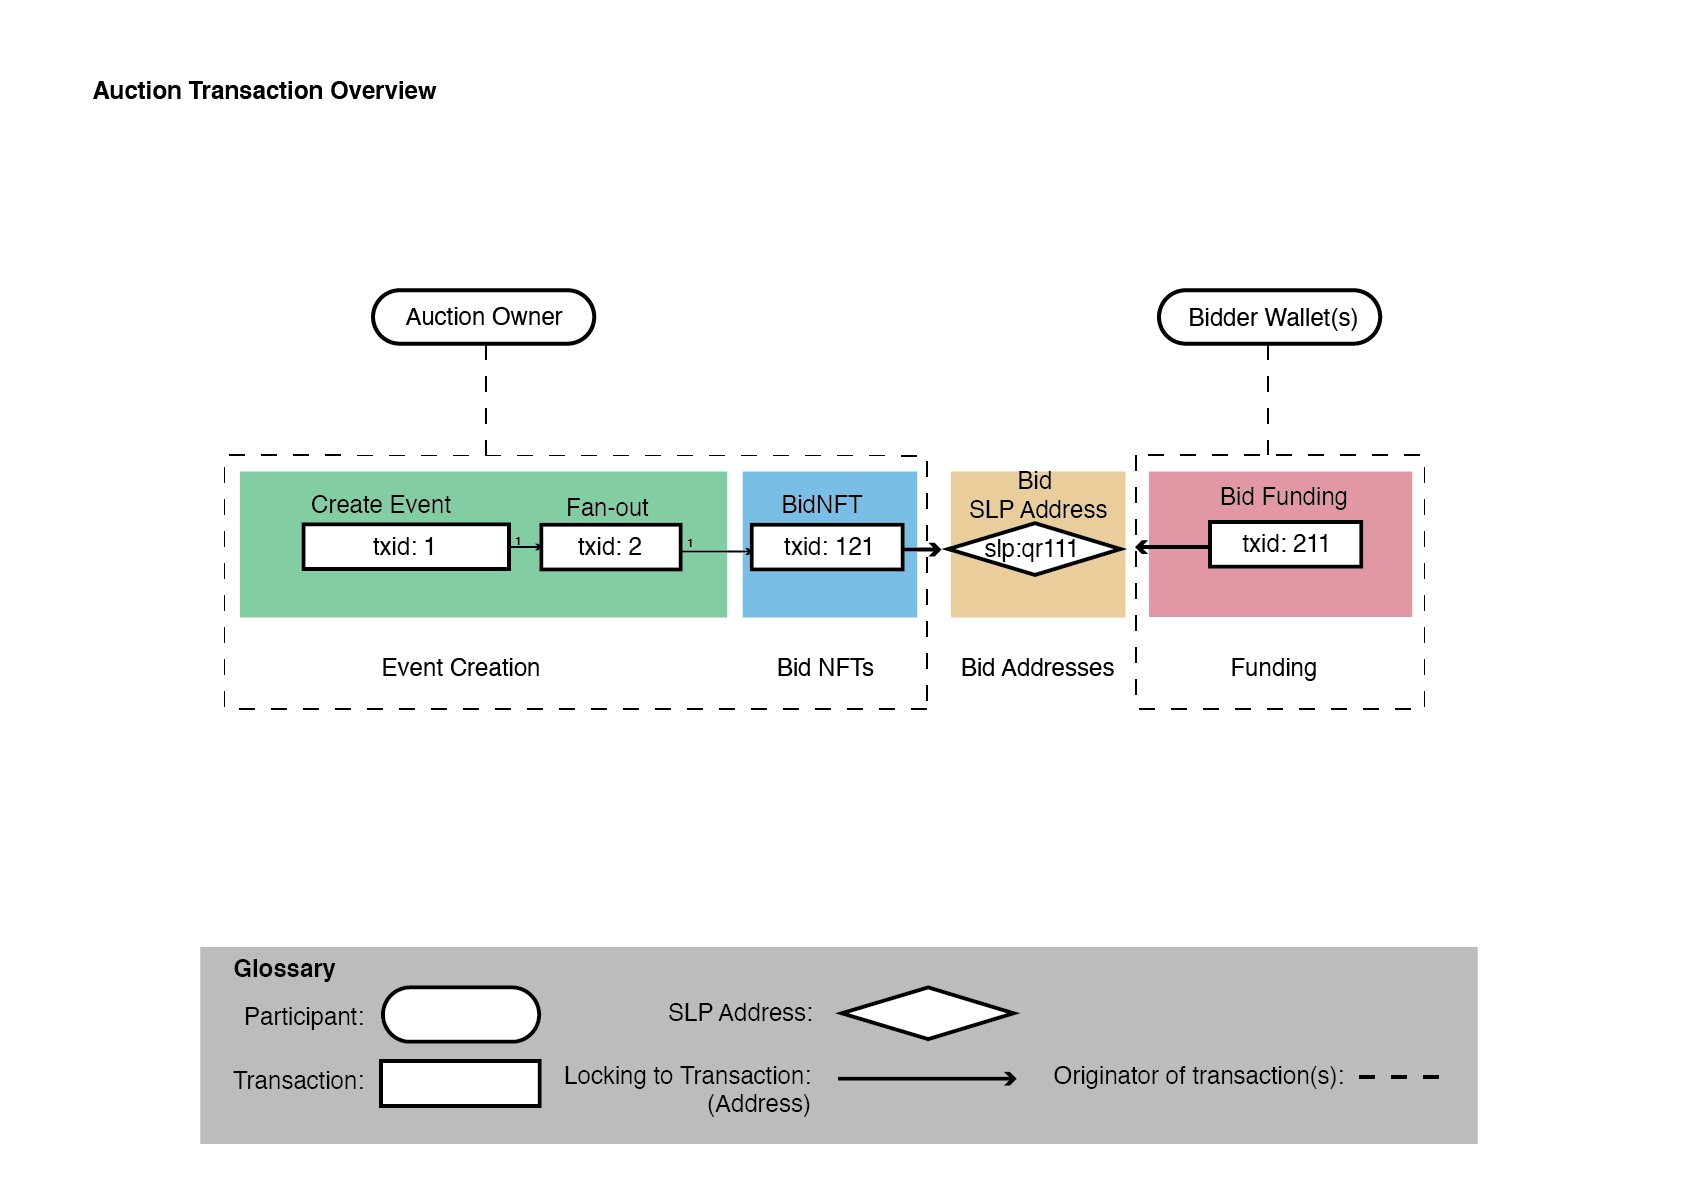 Auction Transaction Overview
Auction Owner
Bidder Wallet(s)
Create Event
Fan-out
BidNFT
Bid
SLP Address
Bid Funding
txid: 1
1
txid: 2
1
txid: 121
slp:qr111
txid: 211
Event Creation
Bid NFTs
Bid Addresses
Funding
Glossary
Participant:
SLP Address:
Transaction:
Locking to Transaction:
(Address)
Originator of transaction(s):